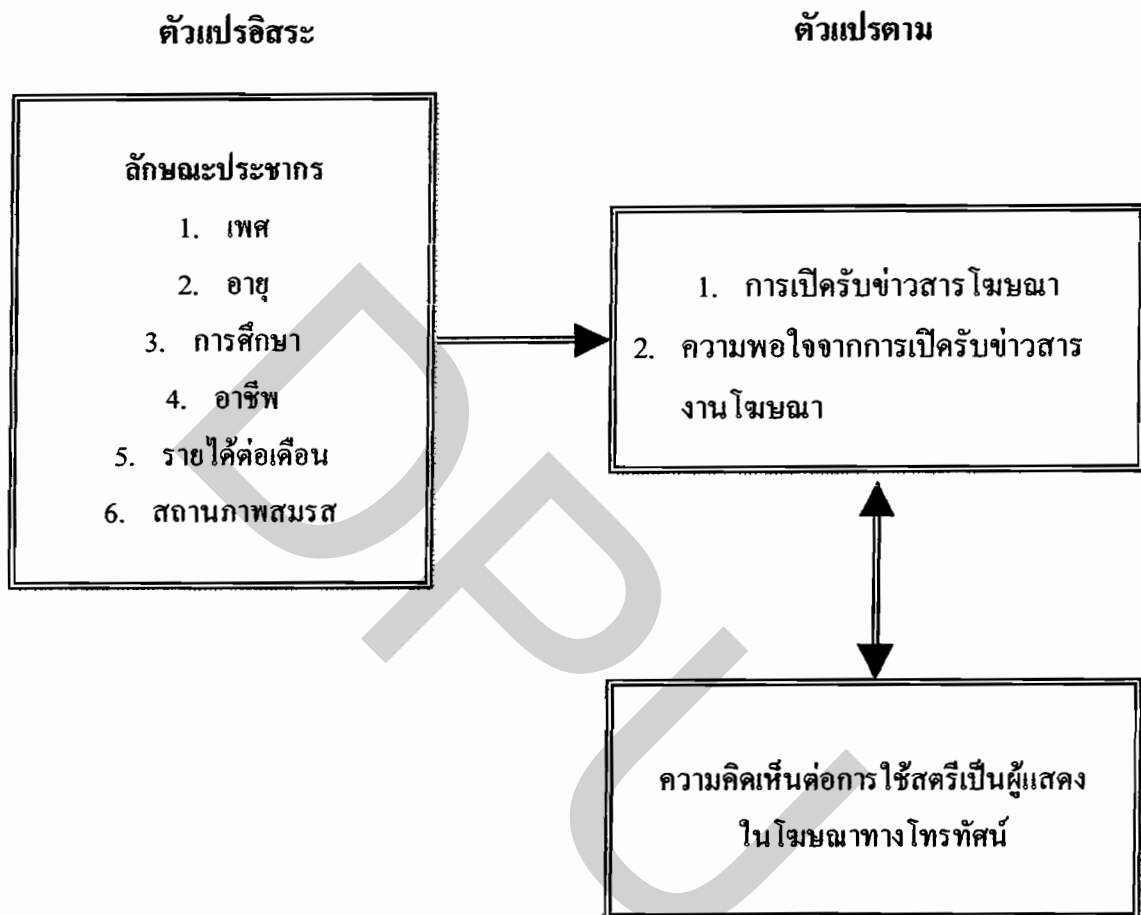 ตัวแปรอิสระ
ตัวแปรตาม
ลักษณะประชากร
1. เพศ
2. อายุ
3. การศึกษา
4. อาชีพ
5. รายได้ต่อเดือน
6. สถานภาพสมรส
1. การเปิดรับข่าวสารโฆษณา
2. ความพอใจจากการเปิดรับข่าวสาร
งานโฆษณา
ความคิดเห็นต่อการใช้สตรีเป็นผู้แสดง
ในโฆษณาทางโทรทัศน์
DPU